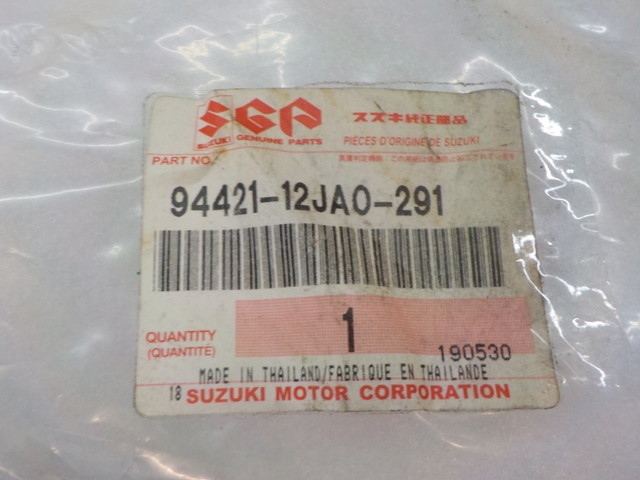 SGP
SUZUKI GENUINE PARTS
スズキ純正部品
PIÈCES D'ORIGINE DE SUZUKI
PART NO.
94421-12JA0-291
QUANTITY
(QUANTITÉ)
1
190530
MADE IN THAILAND/FABRIQUE EN THAILANDE
18 SUZUKI MOTOR CORPORATION